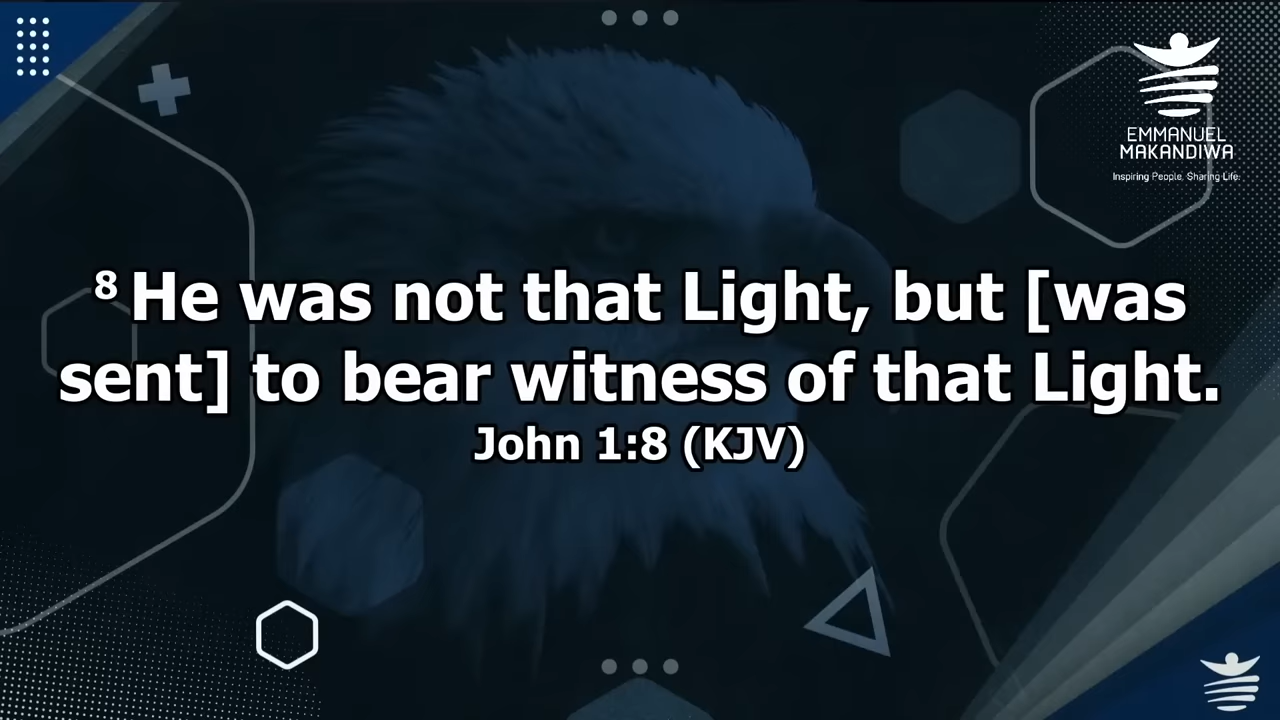 EMMANUEL
MAKANDIWA
Inspiring People. Sharing Life.
8 He was not that Light, but [was
sent] to bear witness of that Light.
John 1:8 (KJV)